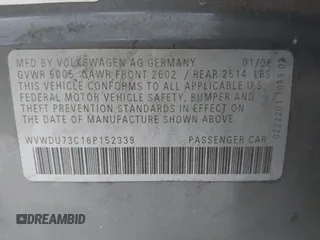 MFD BY VOLKSWAGEN AG GERMANY 01/06
GVWR 5005 GAWR FRONT 2602 / REAR 2514 LBS
THIS VEHICLE CONFORMS TO ALL APPLICABLE U.S.
FEDERAL MOTOR VEHICLE SAFETY, BUMPER AND
THEFT PREVENTION STANDARDS IN EFFECT ON
THE DATE OF MANUFACTURE SHOWN ABOVE
WVWDU73C16P152339 PASSENGER CAR
WDREAMBID